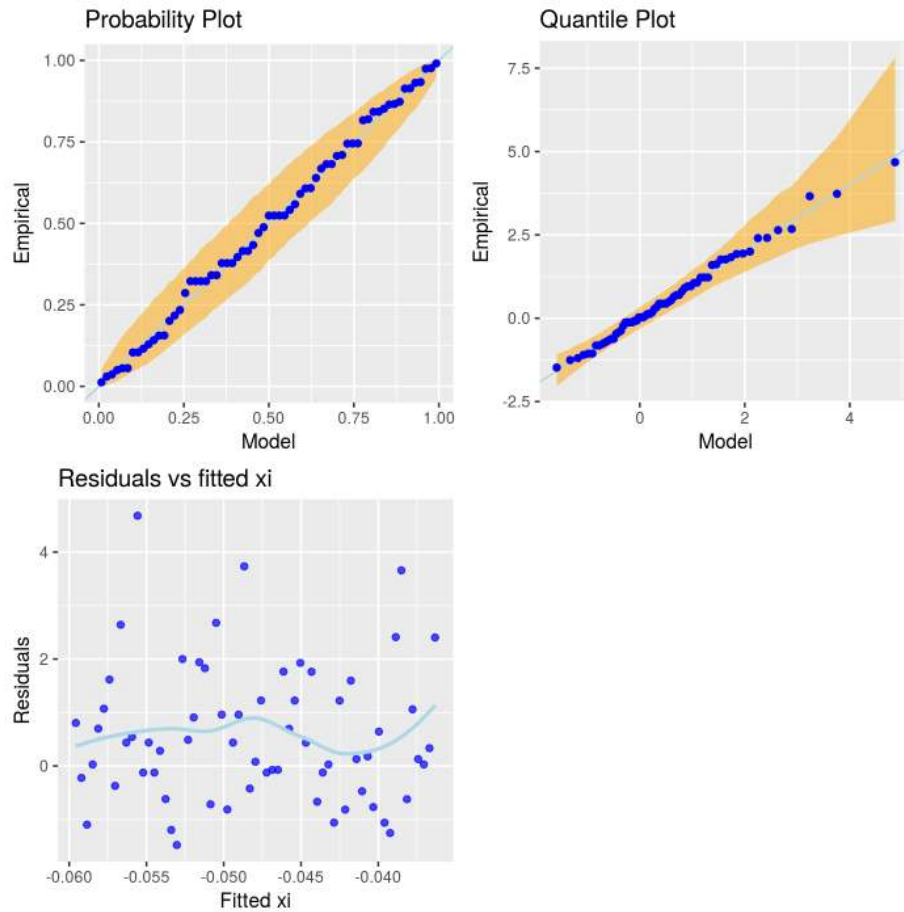 Probability Plot
1.00
0.75
0.50
0.25
0.00
Empirical
0.00 0.25 0.50 0.75 1.00
Model
Quantile Plot
7.5
5.0
2.5
0.0
-2.5
Empirical
0 2 4
Model
Residuals vs fitted xi
4
2
0
Residuals
-0.060 -0.055 -0.050 -0.045 -0.040
Fitted xi